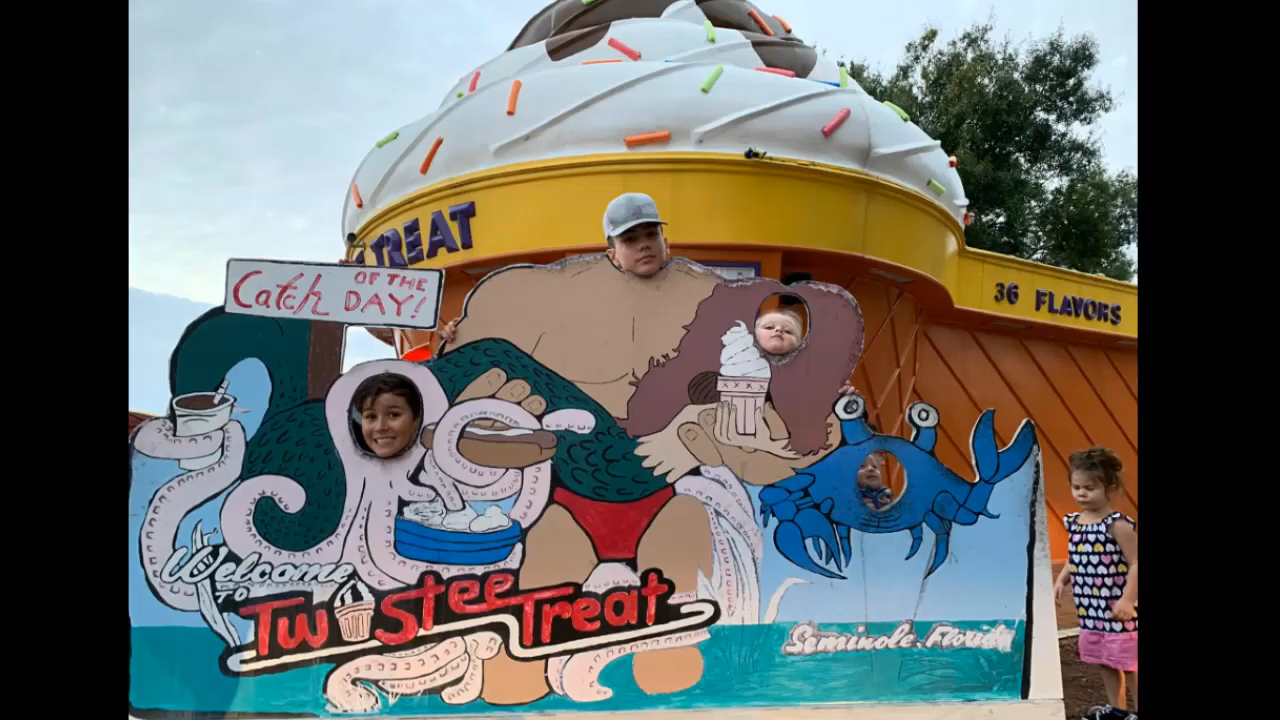 TREAT
36 FLAVORS
Catch OF THE DAY!
Welcome
TO
Twistee Treat
Seminole, Florida